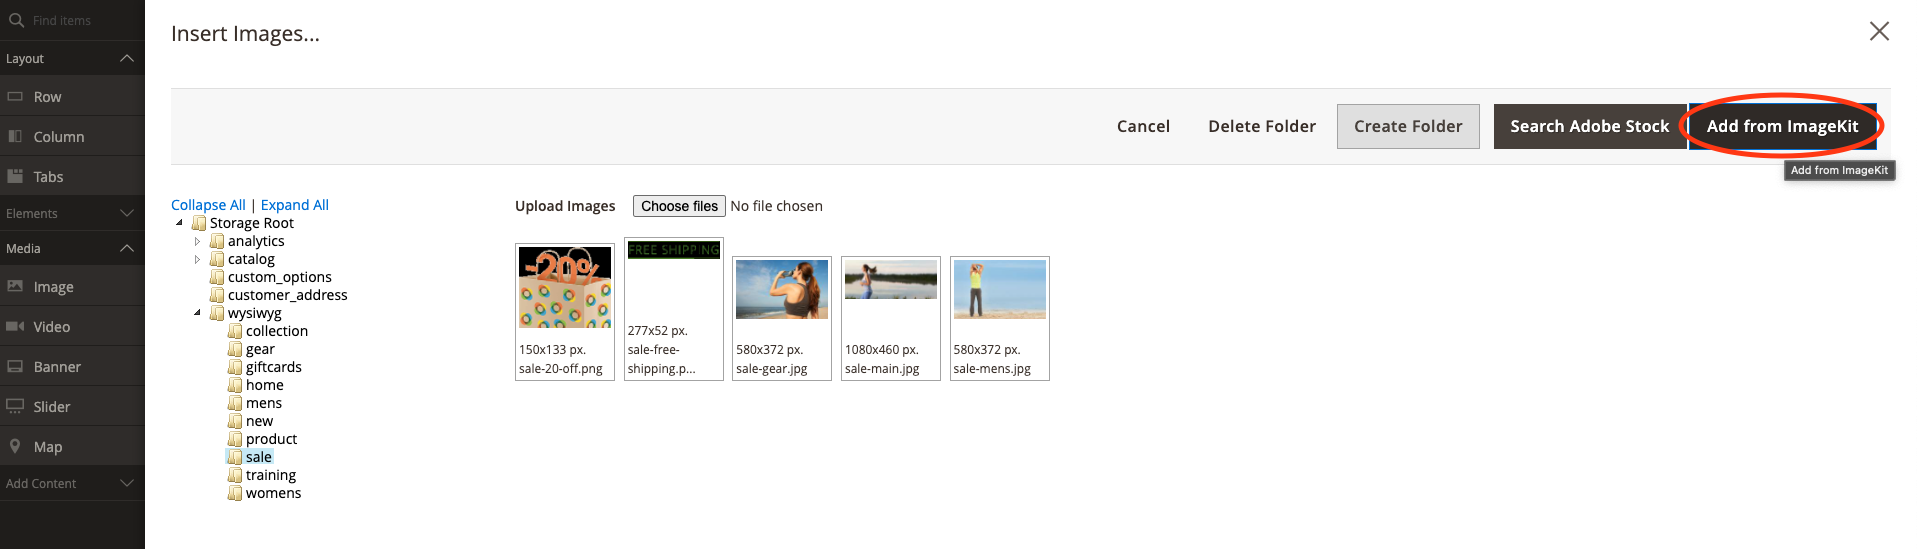 Find items
Layout
Row
Column
Tabs
Elements
Media
Image
Video
Banner
Slider
Map
Add Content
Insert Images...
Cancel
Delete Folder
Create Folder
Search Adobe Stock
Add from ImageKit
Add from ImageKit
Collapse All | Expand All
Storage Root
analytics
catalog
custom_options
customer_address
wysiwyg
collection
gear
giftcards
home
mens
new
product
sale
training
womens
Upload Images Choose files No file chosen
-20%
150x133 px.
sale-20-off.png
FREE SHIPPING
277x52 px.
sale-free-
shipping.p...
580x372 px.
sale-gear.jpg
1080x460 px.
sale-main.jpg
580x372 px.
sale-mens.jpg